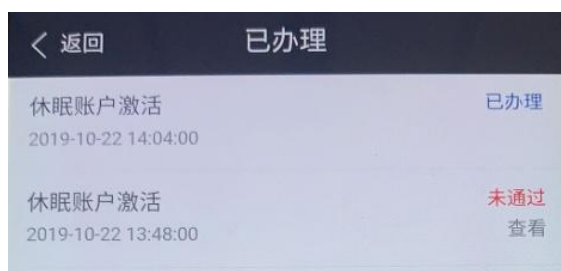 < 返回 已办理
休眠账户激活 已办理
2019-10-22 14:04:00
休眠账户激活 未通过
2019-10-22 13:48:00 查看